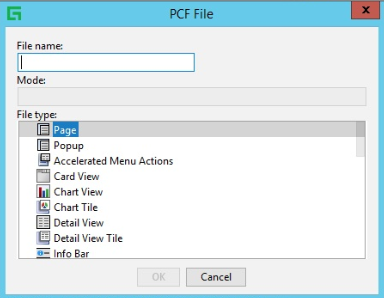 PCF File
x
File name:
Mode:
File type:
Page
Popup
Accelerated Menu Actions
Card View
Chart View
Chart Tile
Detail View
Detail View Tile
Info Bar
OK
Cancel